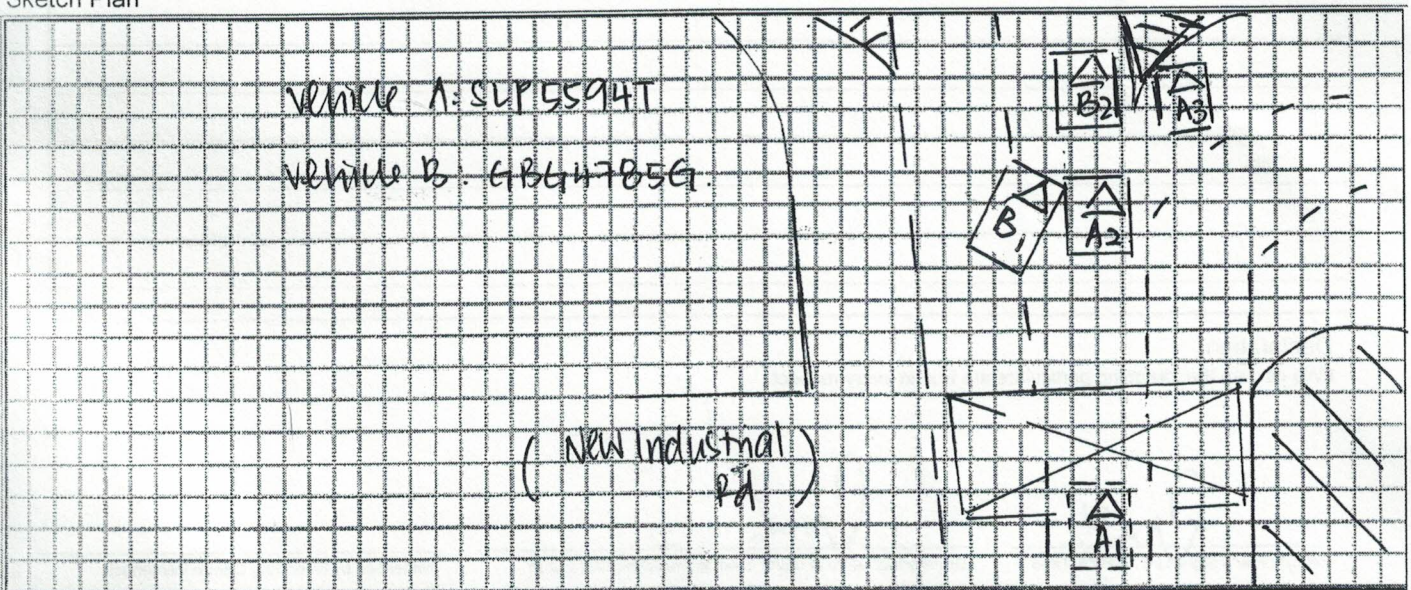 Sketch Plan
Vehicle A: SLP5594T
Vehicle B: GBG4785G.
B2
A3
B1
A2
(New Industrial
Rd)
A1